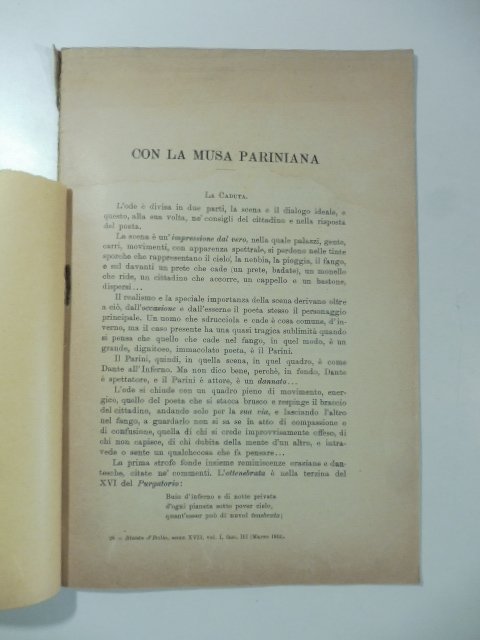 CON LA MUSA PARINIANA
LA CADUTA.
L'ode è divisa in due parti, la scena e il dialogo ideale, e
questo, alla sua volta, ne' consigli del cittadino e nella risposta
del poeta.
La scena è un'impressione dal vero, nella quale palazzi, gente,
carri, movimenti, con apparenza spettrale, si perdono nelle tinte
sporche che rappresentano il cielo, la nebbia, la pioggia, il fango,
e sul davanti un prete che cade (un prete, badate), un monello
che ride, un cittadino che accorre, un cappello e un bastone,
dispersi...
Il realismo e la speciale importanza della scena derivano oltre
a ciò, dall'occasione e dall'esserne il poeta stesso il personaggio
principale. Un uomo che sdrucciola e cade è cosa comune, d'in-
verno, ma il caso presente ha una quasi tragica sublimità quando
si pensa che quello che cade nel fango, in quel modo, è un
grande, dignitoso, immacolato poeta, è il Parini.
Il Parini, quindi, in quella scena, in quel quadro, è come
Dante all'Inferno. Ma non dico bene, perchè, in fondo, Dante
è spettatore, e il Parini è attore, è un dannato...
L'ode si chiude con un quadro pieno di movimento, ener-
gico, quello del poeta che si stacca brusco e respinge il braccio
del cittadino, andando solo per la sua via, e lasciando l'altro
nel fango, a guardarlo non si sa se in atto di compassione o
di confusione, quella di chi si crede improvvisamente offeso, di
chi non capisce, di chi dubita della mente d'un altro, e intra-
vede o sente un qualchecosa che fa pensare...
La prima strofe fonde insieme reminiscenze oraziane e dan-
tesche, citate ne' commenti. L'ottenebrata è nella terzina del
XVI del Purgatorio:
Buio d'inferno e di notte privata
d'ogni pianeta sotto pover cielo,
quant'esser può di nuvol tenebrata;
26 — Rivista d'Italia, anno XVII, vol. I, fasc. III (Marzo 1914).